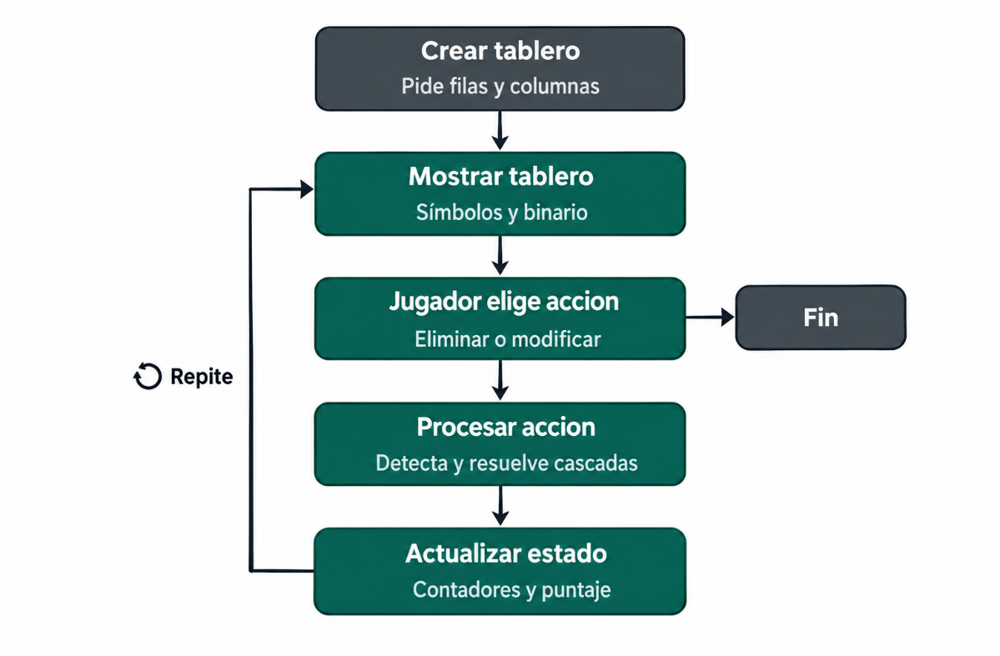 Crear tablero
Pide filas y columnas
Mostrar tablero
Símbolos y binario
Jugador elige accion
Eliminar o modificar
Fin
Repite
Procesar accion
Detecta y resuelve cascadas
Actualizar estado
Contadores y puntaje